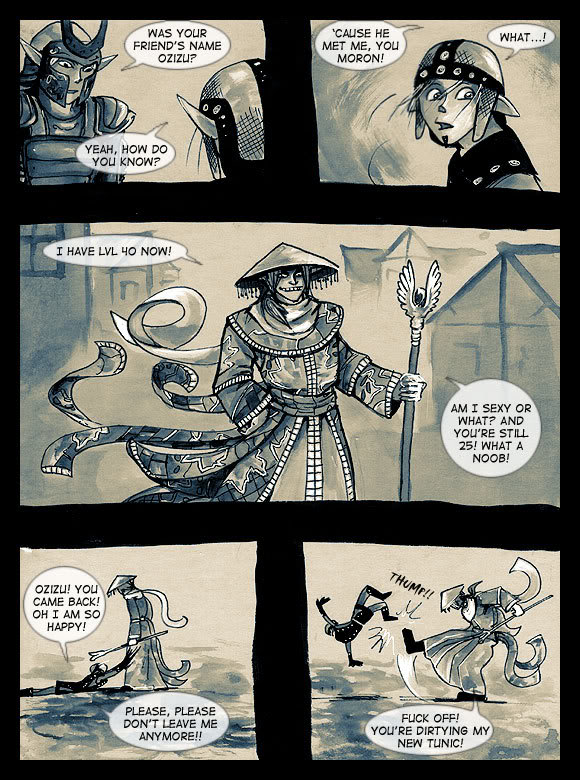 WAS YOUR
FRIEND'S NAME
OZIZU?
YEAH, HOW DO
YOU KNOW?
'CAUSE HE
MET ME, YOU
MORON!
WHAT...!
I HAVE LVL 40 NOW!
AM I SEXY OR
WHAT? AND
YOU'RE STILL
25! WHAT A
NOOB!
OZIZU! YOU
CAME BACK!
OH I AM SO
HAPPY!
PLEASE, PLEASE
DON'T LEAVE ME
ANYMORE!!
THUMP!!
FUCK OFF!
YOU'RE DIRTYING MY
NEW TUNIC!